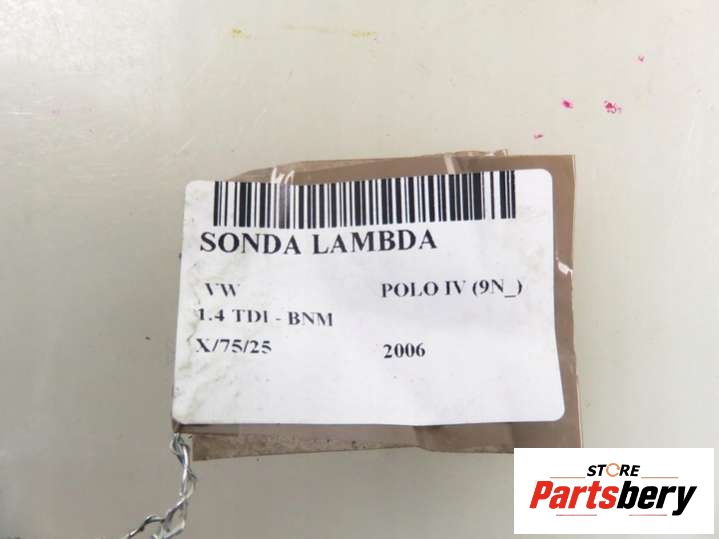 SONDA LAMBDA
VW POLO IV (9N_)
1.4 TDI - BNM
X/75/25 2006
STORE
Partsbery